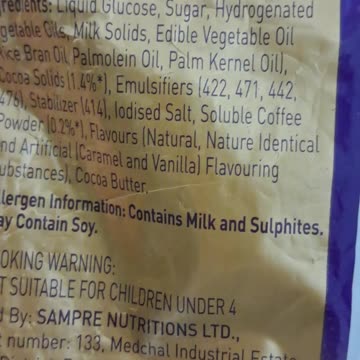 redients: Liquid Glucose, Sugar, Hydrogenated
egetable Oils, Milk Solids, Edible Vegetable Oil
Rice Bran Oil, Palmolein Oil, Palm Kernel Oil),
Cocoa Solids (1.4%*), Emulsifiers (422, 471, 442,
476), Stabilizer (414), Iodised Salt, Soluble Coffee
Powder (0.2%*), Flavours (Natural, Nature Identical
and Artificial (Caramel and Vanilla) Flavouring
ubstances), Cocoa Butter,
llergen Information: Contains Milk and Sulphites.
ay Contain Soy.
OKING WARNING:
T SUITABLE FOR CHILDREN UNDER 4
d By: SAMPRE NUTRITIONS LTD.,
t number: 133, Medchal Industrial Estate